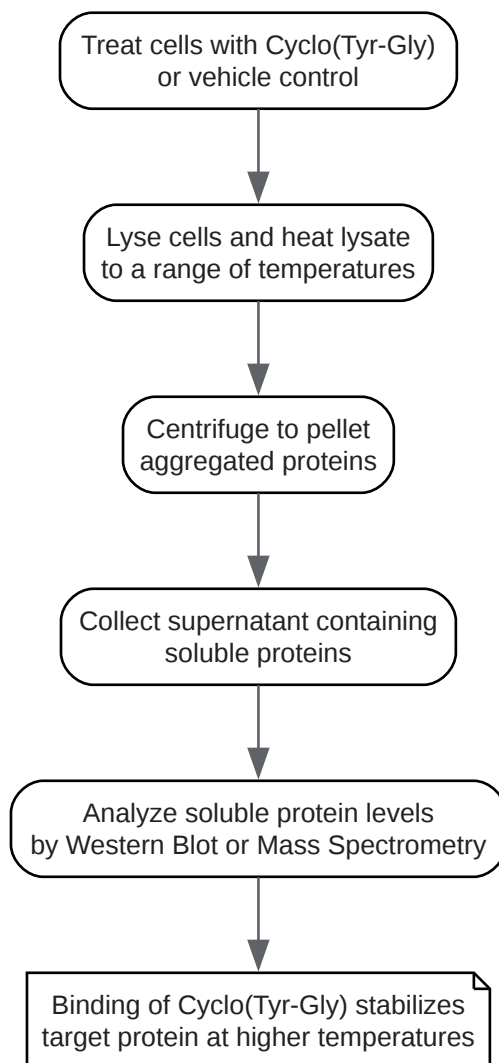 Treat cells with Cyclo(Tyr-Gly)
or vehicle control
Lyse cells and heat lysate
to a range of temperatures
Centrifuge to pellet
aggregated proteins
Collect supernatant containing
soluble proteins
Analyze soluble protein levels
by Western Blot or Mass Spectrometry
Binding of Cyclo(Tyr-Gly) stabilizes
target protein at higher temperatures